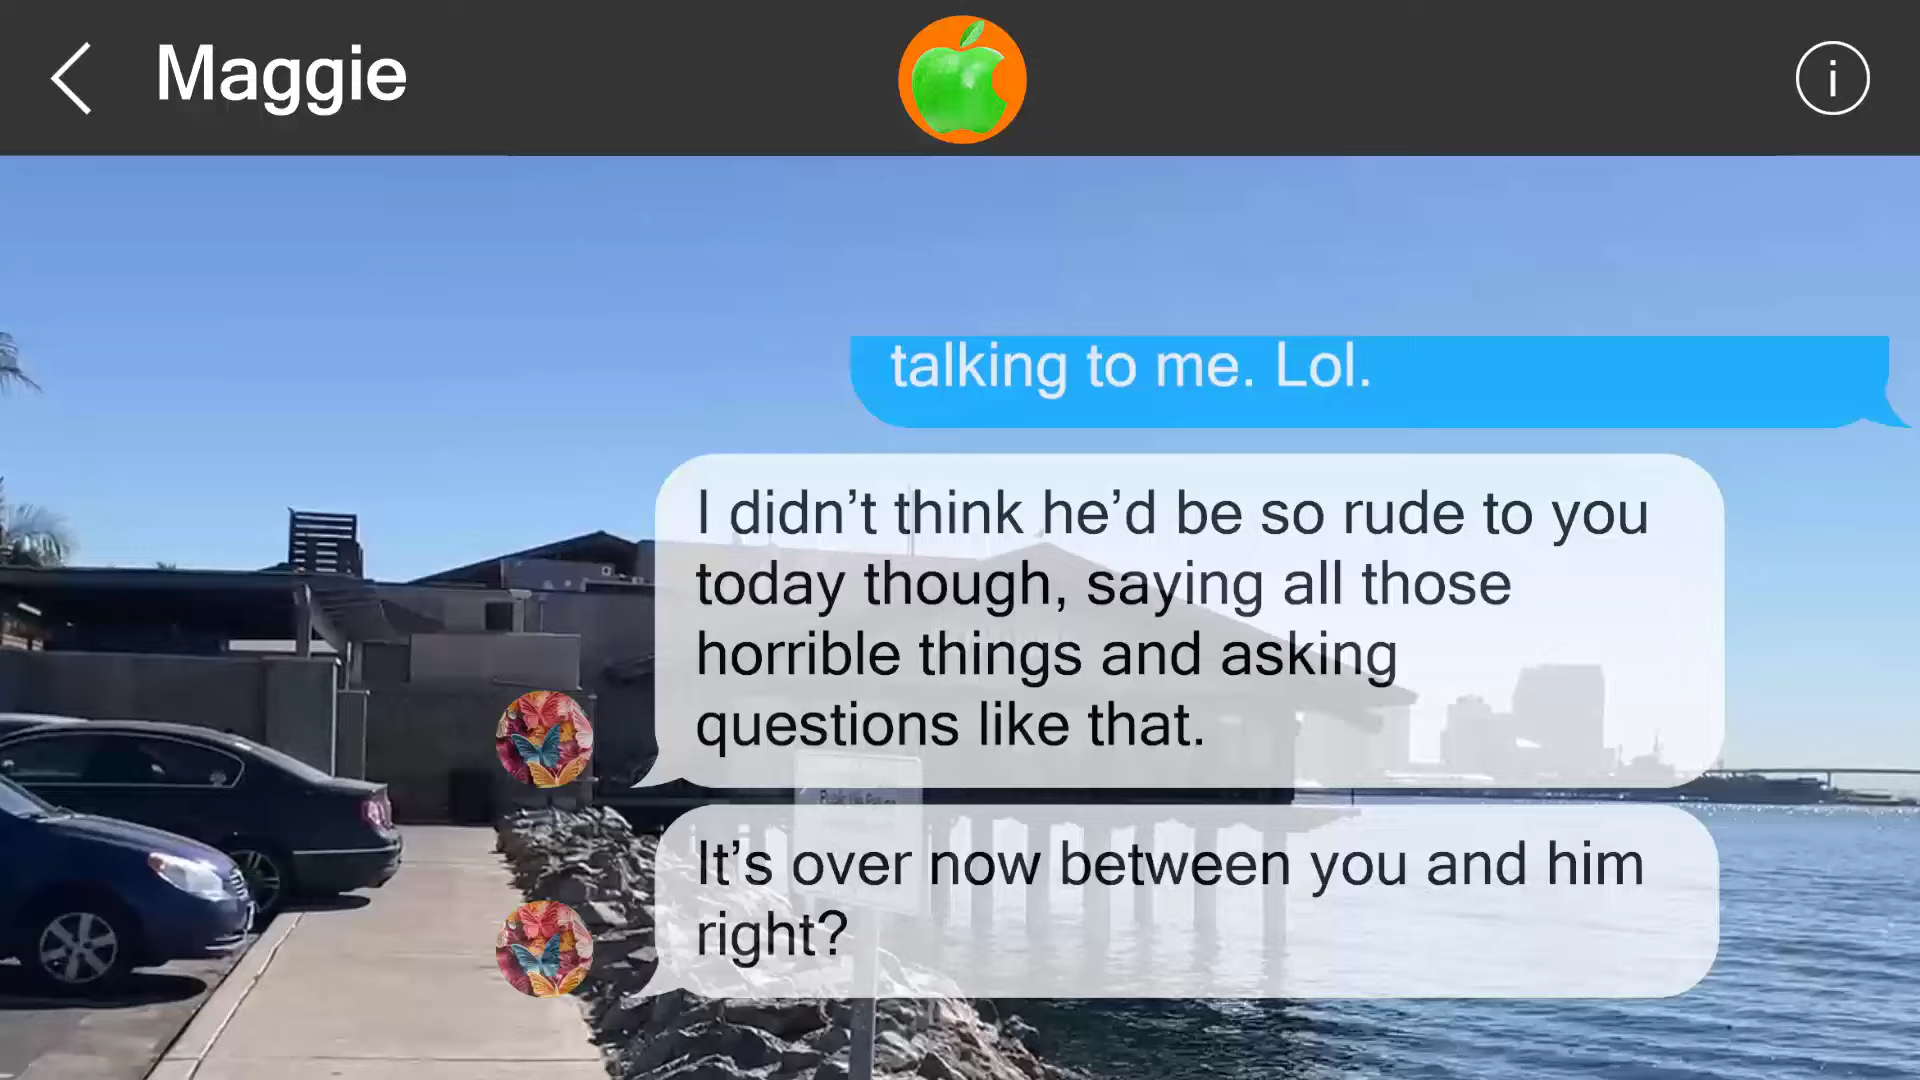 Maggie
talking to me. Lol.
I didn’t think he’d be so rude to you
today though, saying all those
horrible things and asking
questions like that.
It’s over now between you and him
right?